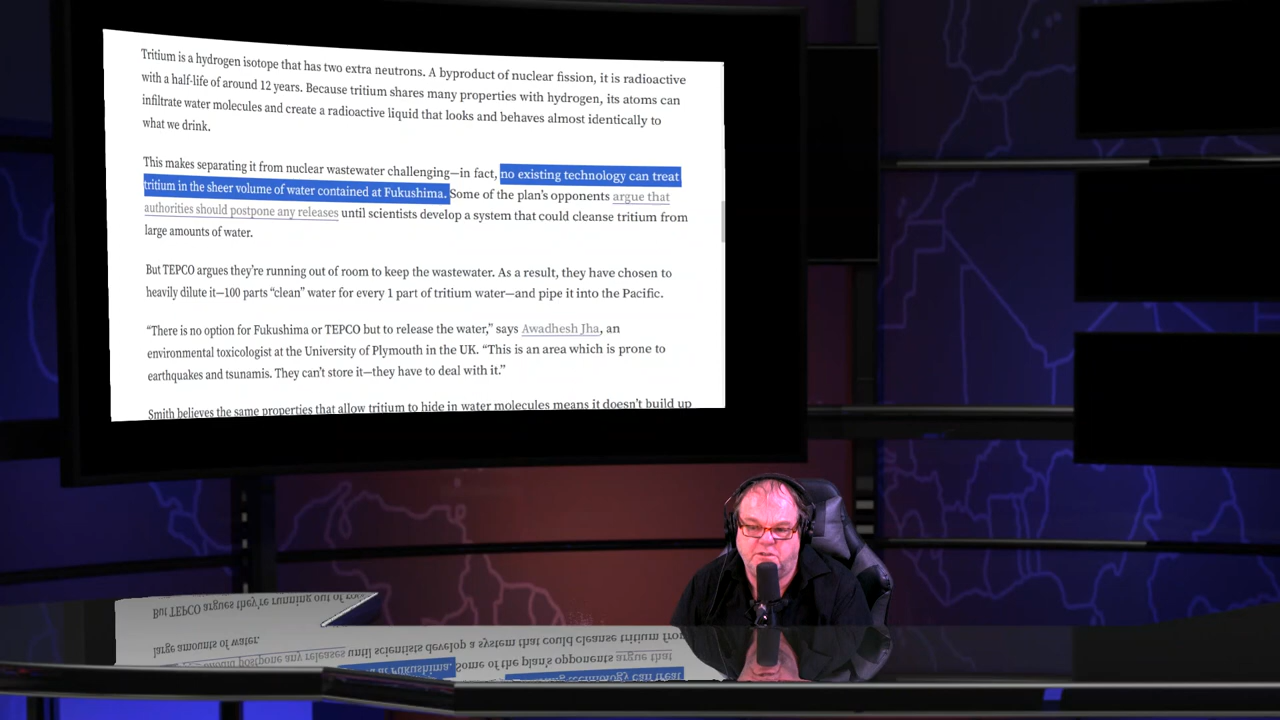 Tritium is a hydrogen isotope that has two extra neutrons. A byproduct of nuclear fission, it is radioactive
with a half-life of around 12 years. Because tritium shares many properties with hydrogen, its atoms can
infiltrate water molecules and create a radioactive liquid that looks and behaves almost identically to
what we drink.
This makes separating it from nuclear wastewater challenging—in fact, no existing technology can treat
tritium in the sheer volume of water contained at Fukushima. Some of the plan's opponents argue that
authorities should postpone any releases until scientists develop a system that could cleanse tritium from
large amounts of water.
But TEPCO argues they're running out of room to keep the wastewater. As a result, they have chosen to
heavily dilute it—100 parts “clean” water for every 1 part of tritium water—and pipe it into the Pacific.
“There is no option for Fukushima or TEPCO but to release the water,” says Awadhesh Jha, an
environmental toxicologist at the University of Plymouth in the UK. “This is an area which is prone to
earthquakes and tsunamis. They can't store it—they have to deal with it.”
Smith believes the same properties that allow tritium to hide in water molecules means it doesn't build up